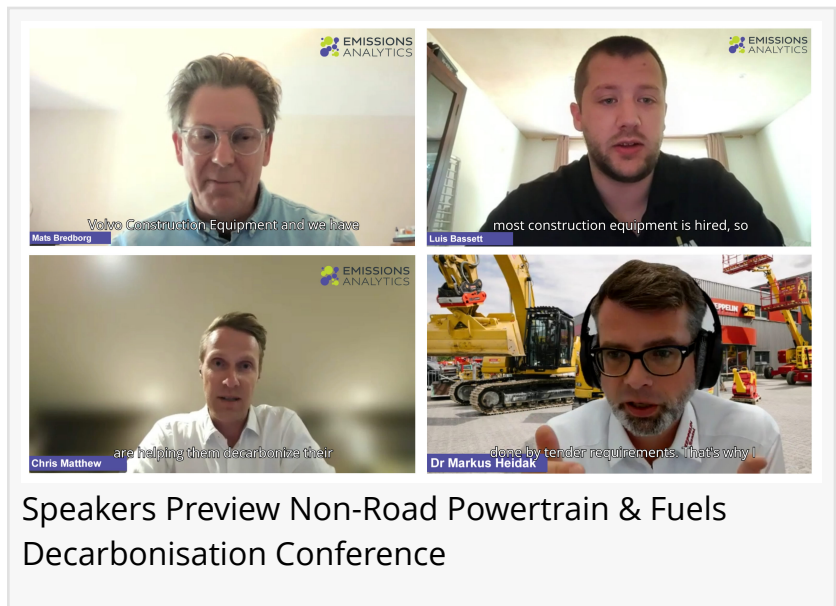 EMISSIONS
ANALYTICS
Volvo Construction Equipment and we have
Mats Bredborg
EMISSIONS
ANALYTICS
most construction equipment is hired, so
Luis Bassett
EMISSIONS
ANALYTICS
are helping them decarbonize their
Chris Matthew
ZEPPELIN
done by tender requirements. That's why I
Dr Markus Heidak
Speakers Preview Non-Road Powertrain & Fuels
Decarbonisation Conference